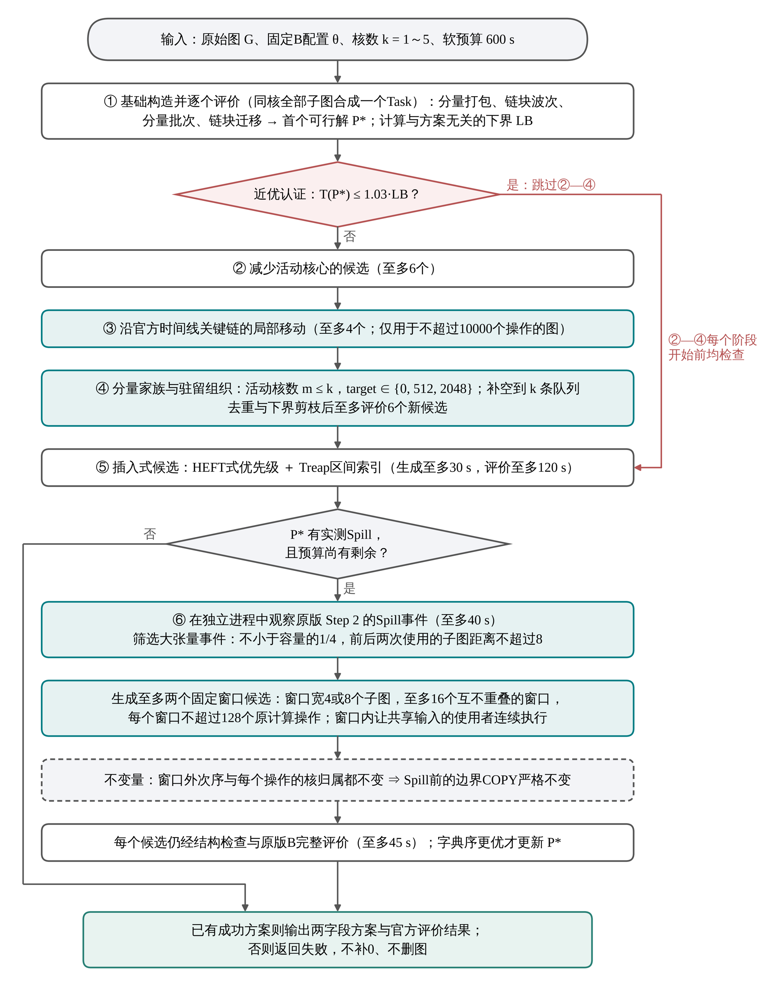 输入：原始图 G、固定B配置 θ、核数 k = 1～5、软预算 600 s
① 基础构造并逐个评价（同核全部子图合成一个Task）：分量打包、链块波次、
分量批次、链块迁移 → 首个可行解 P*；计算与方案无关的下界 LB
近优认证：T(P*) ≤ 1.03·LB？
是：跳过②—④
否
② 减少活动核心的候选（至多6个）
③ 沿官方时间线关键链的局部移动（至多4个；仅用于不超过10000个操作的图）
②—④每个阶段
开始前均检查
④ 分量家族与驻留组织：活动核数 m ≤ k，target ∈ {0, 512, 2048}；补空到 k 条队列
去重与下界剪枝后至多评价6个新候选
⑤ 插入式候选：HEFT式优先级 ＋ Treap区间索引（生成至多30 s，评价至多120 s）
否
P* 有实测Spill，
且预算尚有剩余？
是
⑥ 在独立进程中观察原版 Step 2 的Spill事件（至多40 s）
筛选大张量事件：不小于容量的1/4，前后两次使用的子图距离不超过8
生成至多两个固定窗口候选：窗口宽4或8个子图，至多16个互不重叠的窗口，
每个窗口不超过128个原计算操作；窗口内让共享输入的使用者连续执行
不变量：窗口外次序与每个操作的核归属都不变 ⇒ Spill前的边界COPY严格不变
每个候选仍经结构检查与原版B完整评价（至多45 s）；字典序更优才更新 P*
已有成功方案则输出两字段方案与官方评价结果；
否则返回失败，不补0、不删图